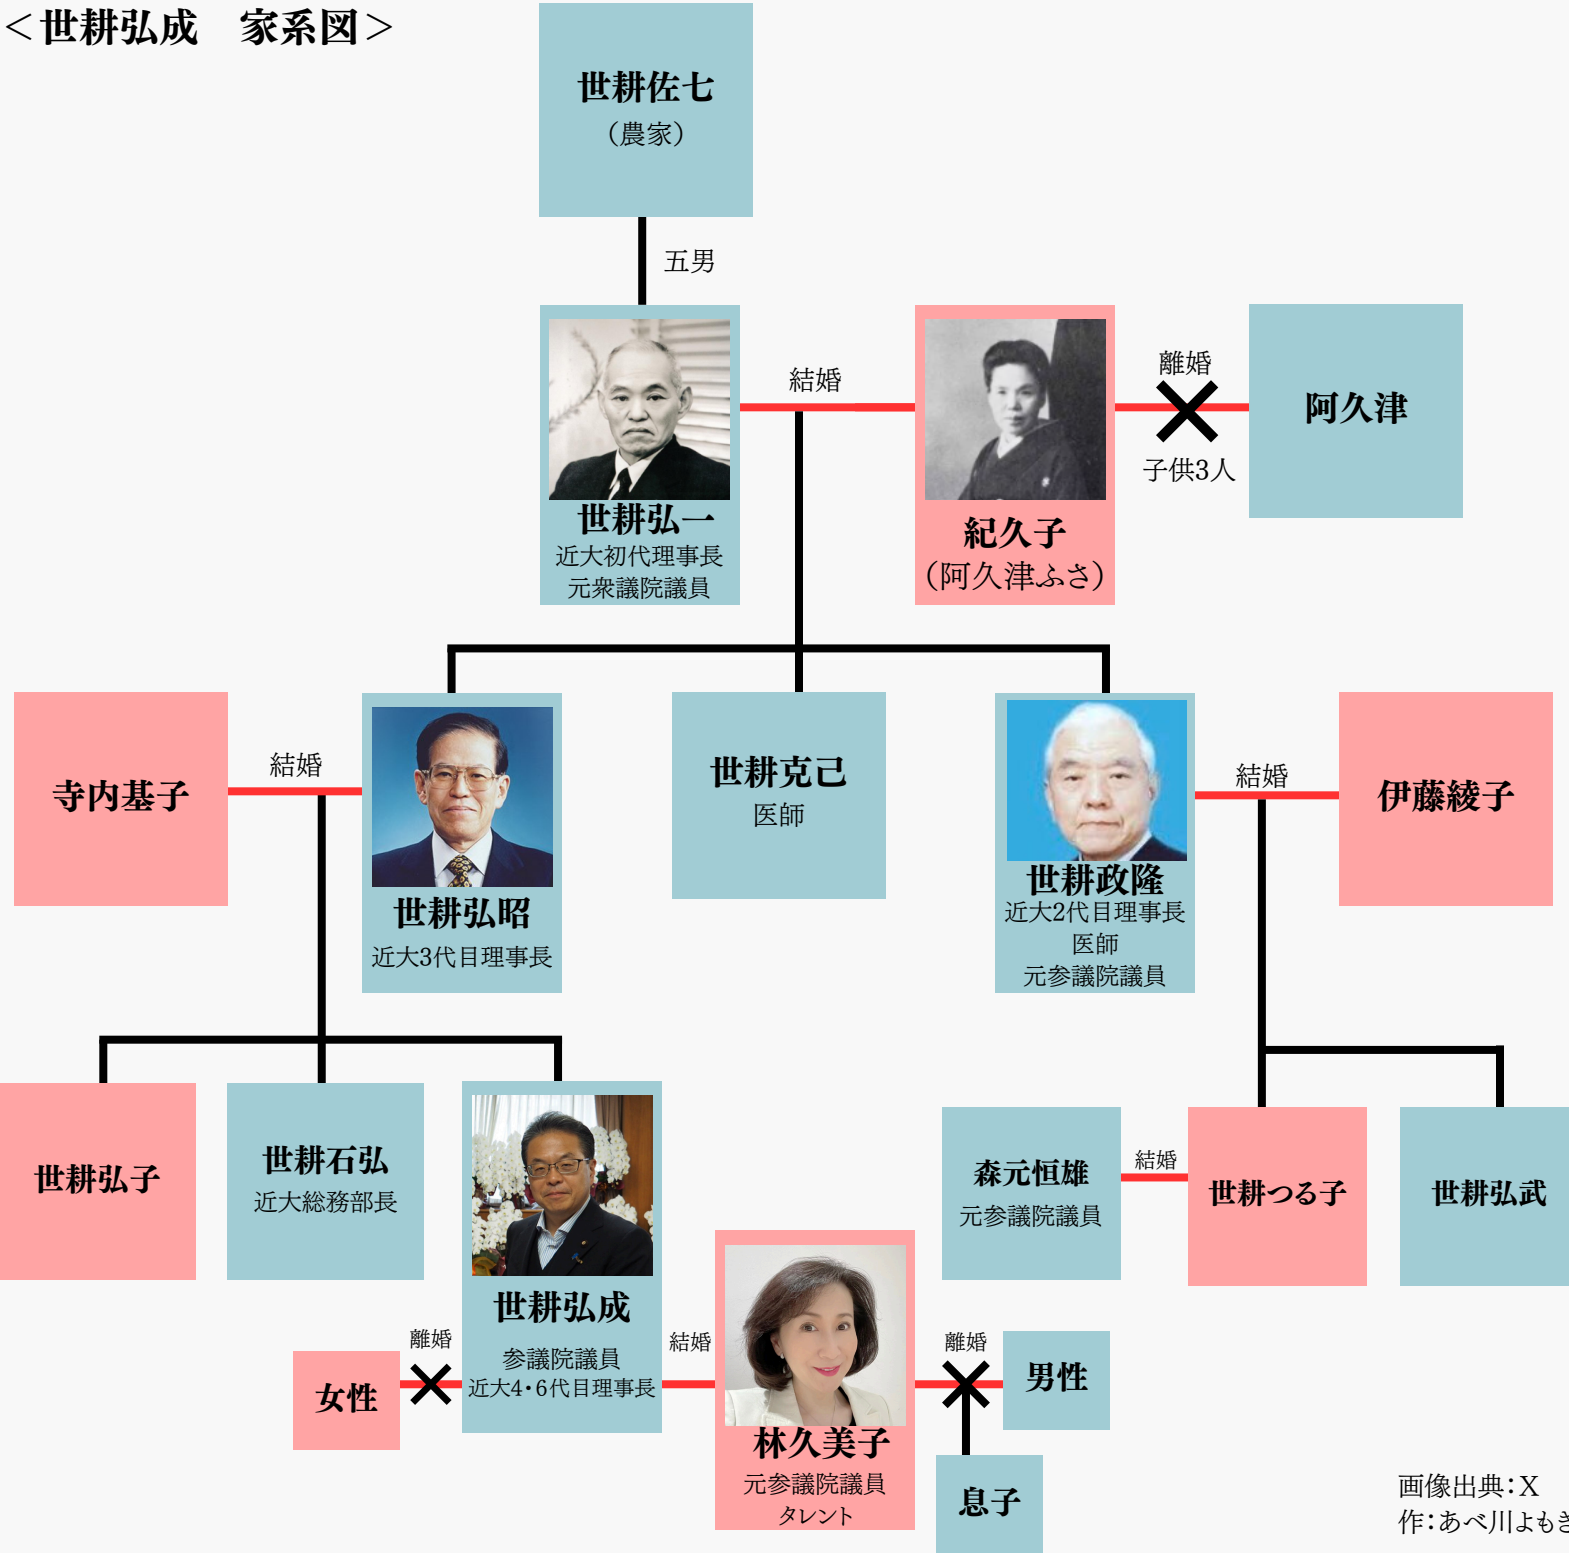 ＜世耕弘成　家系図＞
世耕佐七
（農家）
五男
世耕弘一
近大初代理事長
元衆議院議員
結婚
紀久子
（阿久津ふさ）
離婚
子供3人
阿久津
寺内基子
結婚
世耕弘昭
近大3代目理事長
世耕克己
医師
世耕政隆
近大2代目理事長
医師
元参議院議員
結婚
伊藤綾子
世耕弘子
世耕石弘
近大総務部長
世耕弘成
参議院議員
近大4・6代目理事長
森元恒雄
元参議院議員
結婚
世耕つる子
世耕弘武
女性
離婚
結婚
林久美子
元参議院議員
タレント
離婚
男性
息子
画像出典：X
作：あべ川よもぎ